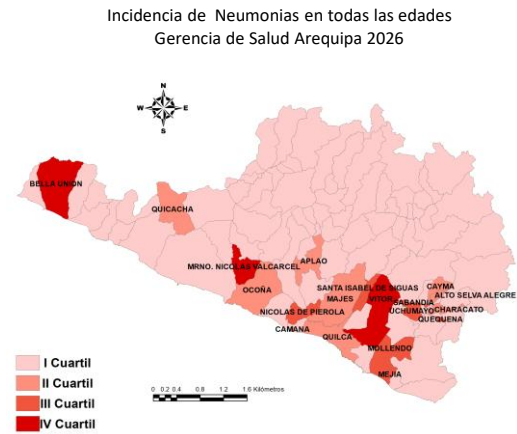 Incidencia de Neumonias en todas las edades
Gerencia de Salud Arequipa 2026
N
W E
S
BELLA UNION
QUICACHA
MRNO. NICOLAS VALCARCEL
APLAO
OCOÑA
SANTA ISABEL DE SIGUAS
CAYMA
MAJES
VITOR
ALTO SELVA ALEGRE
SABANDIA
NICOLAS DE PIEROLA
UCHUMAYO
CHARACATO
QUEQUENA
CAMANA
QUILCA
MOLLENDO
MEJIA
I Cuartil
II Cuartil
III Cuartil
IV Cuartil
0 0.2 0.4 0.8 1.2 1.6 Kilómetros